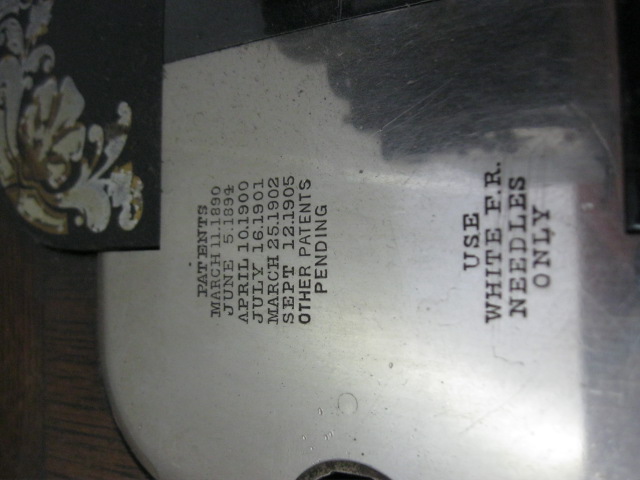 PATENTS
MARCH 11.1890
JUNE 5.1894
APRIL 10.1900
JULY 16.1901
MARCH 25.1902
SEPT 12.1905
OTHER PATENTS
PENDING
USE
WHITE F.R.
NEEDLES
ONLY